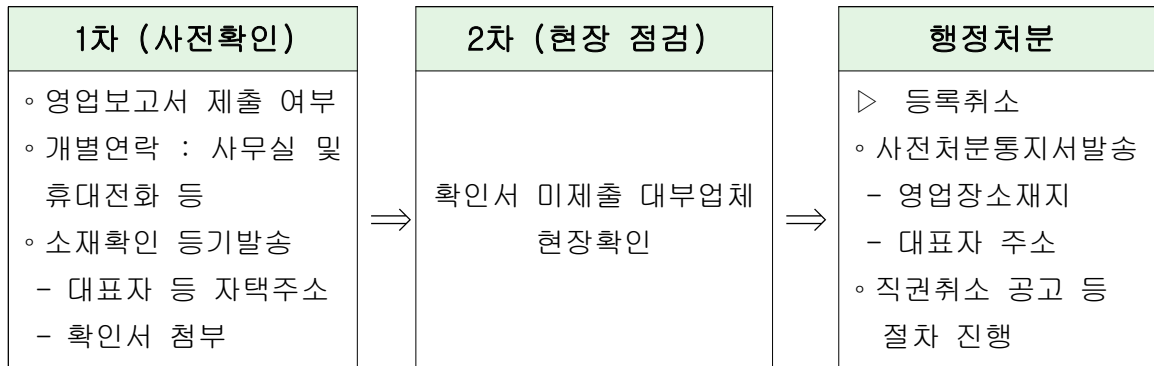 1차 (사전확인)
◦영업보고서 제출 여부
◦개별연락 : 사무실 및
휴대전화 등
◦소재확인 등기발송
- 대표자 등 자택주소
- 확인서 첨부
⇒
2차 (현장 점검)
확인서 미제출 대부업체
현장확인
⇒
행정처분
▷ 등록취소
◦사전처분통지서발송
- 영업장소재지
- 대표자 주소
◦직권취소 공고 등
절차 진행